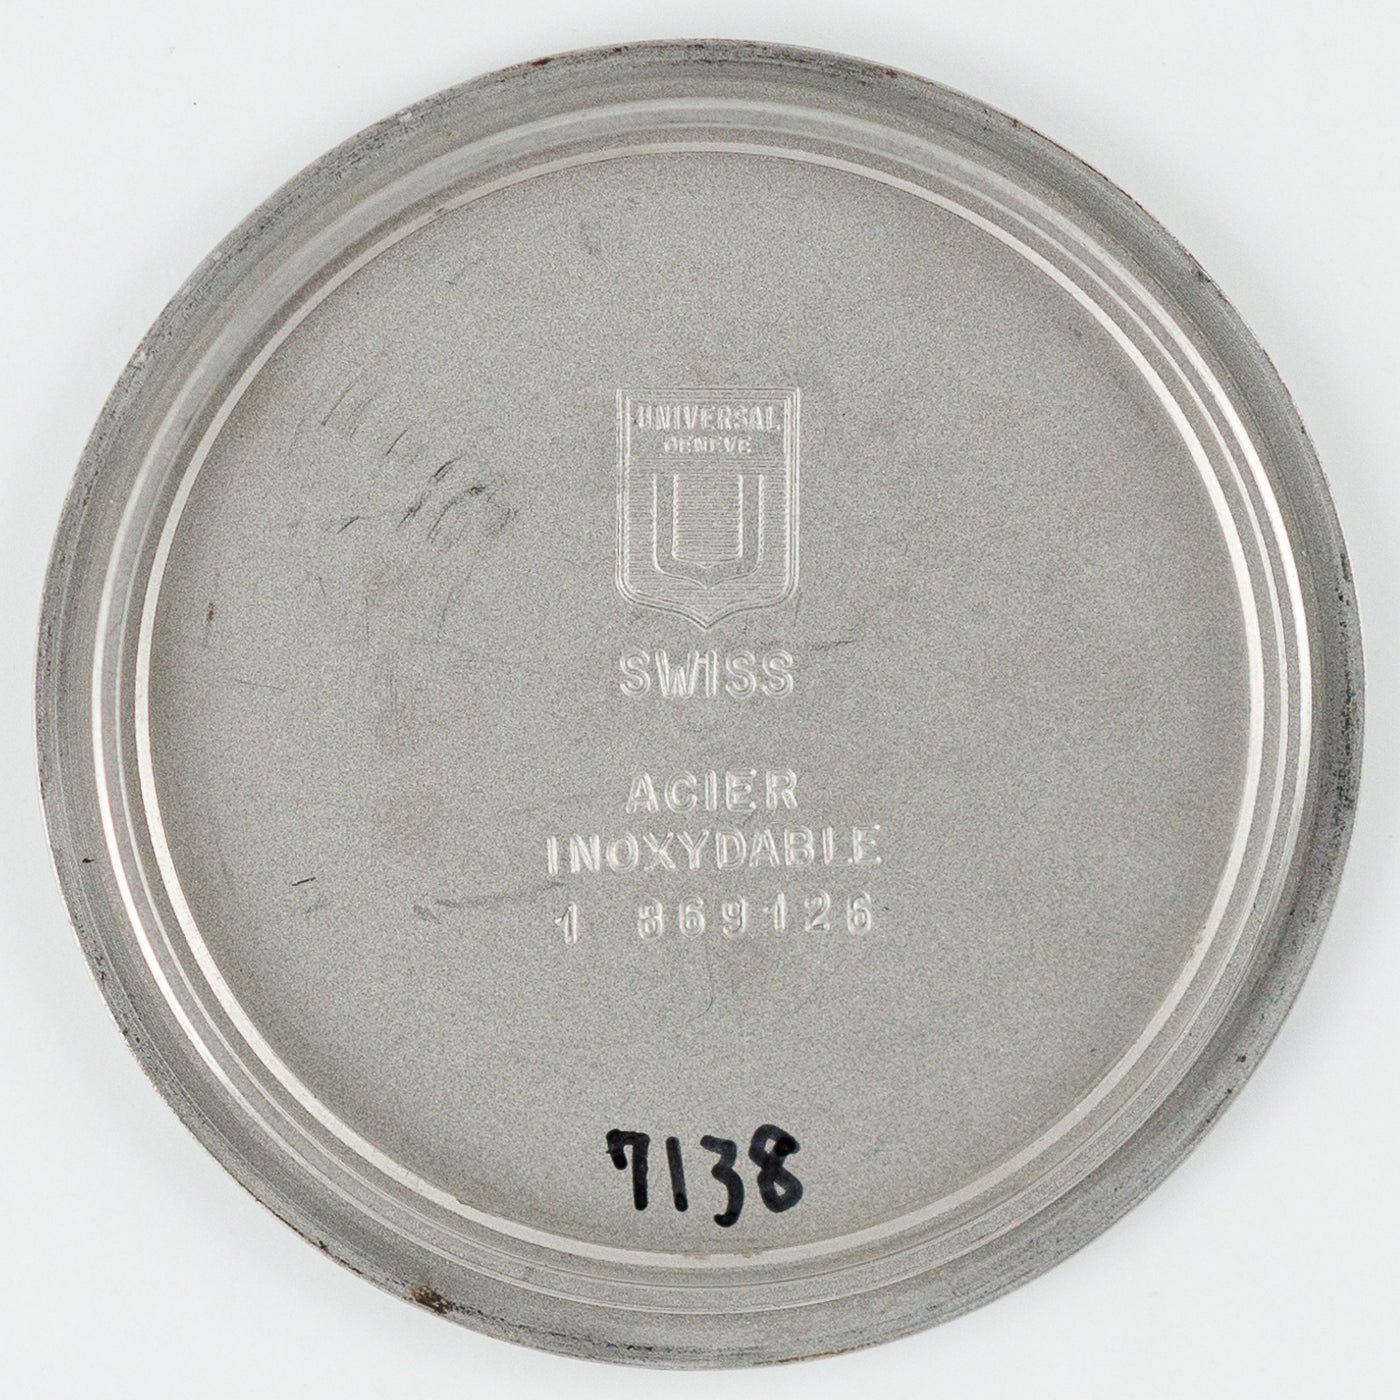 UNIVERSAL
GENEVE
SWISS
ACIER
INOXYDABLE
1 869126
7138